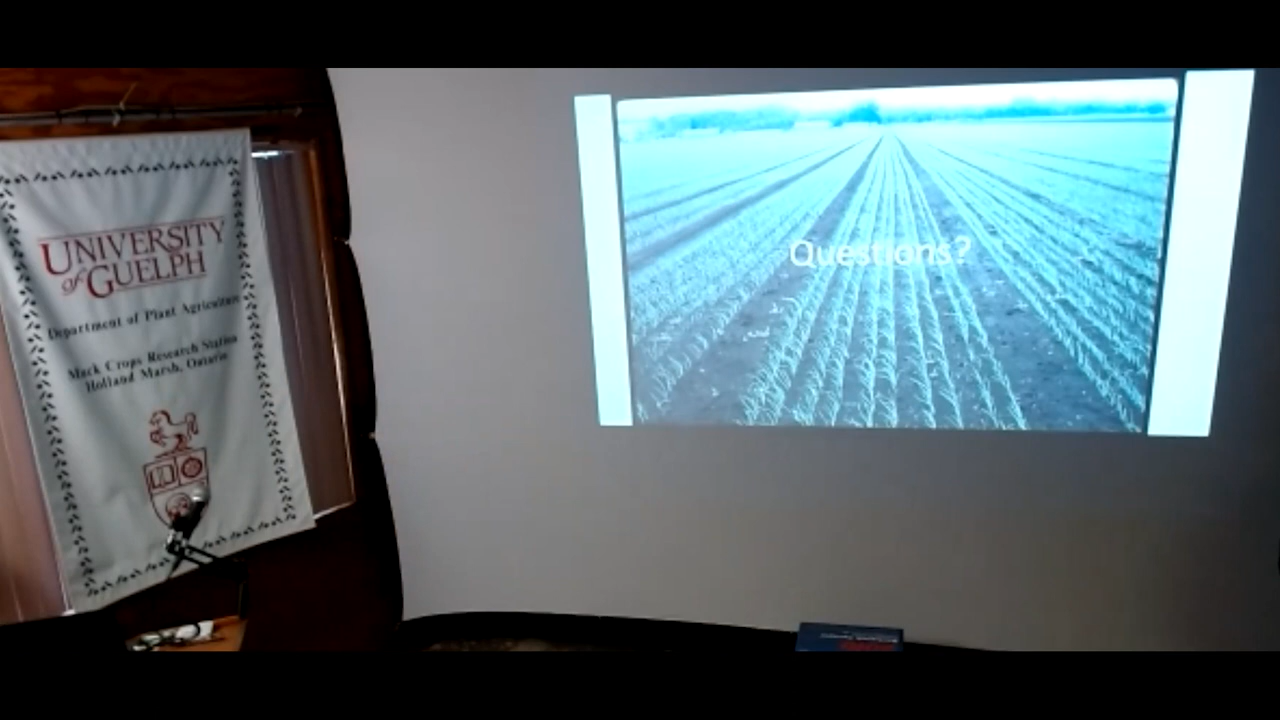 UNIVERSITY
of GUELPH
Department of Plant Agriculture
Muck Crops Research Station
Holland Marsh, Ontario
Questions?